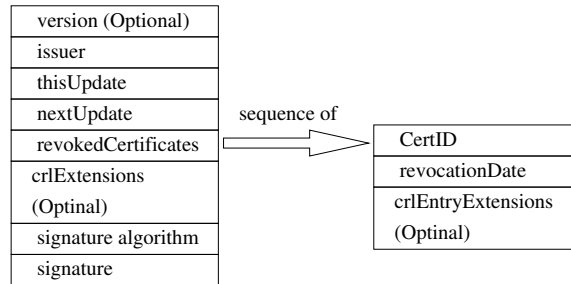 version (Optional)
issuer
thisUpdate
nextUpdate
revokedCertificates
crlExtensions
(Optinal)
signature algorithm
signature
sequence of
CertID
revocationDate
crlEntryExtensions
(Optinal)